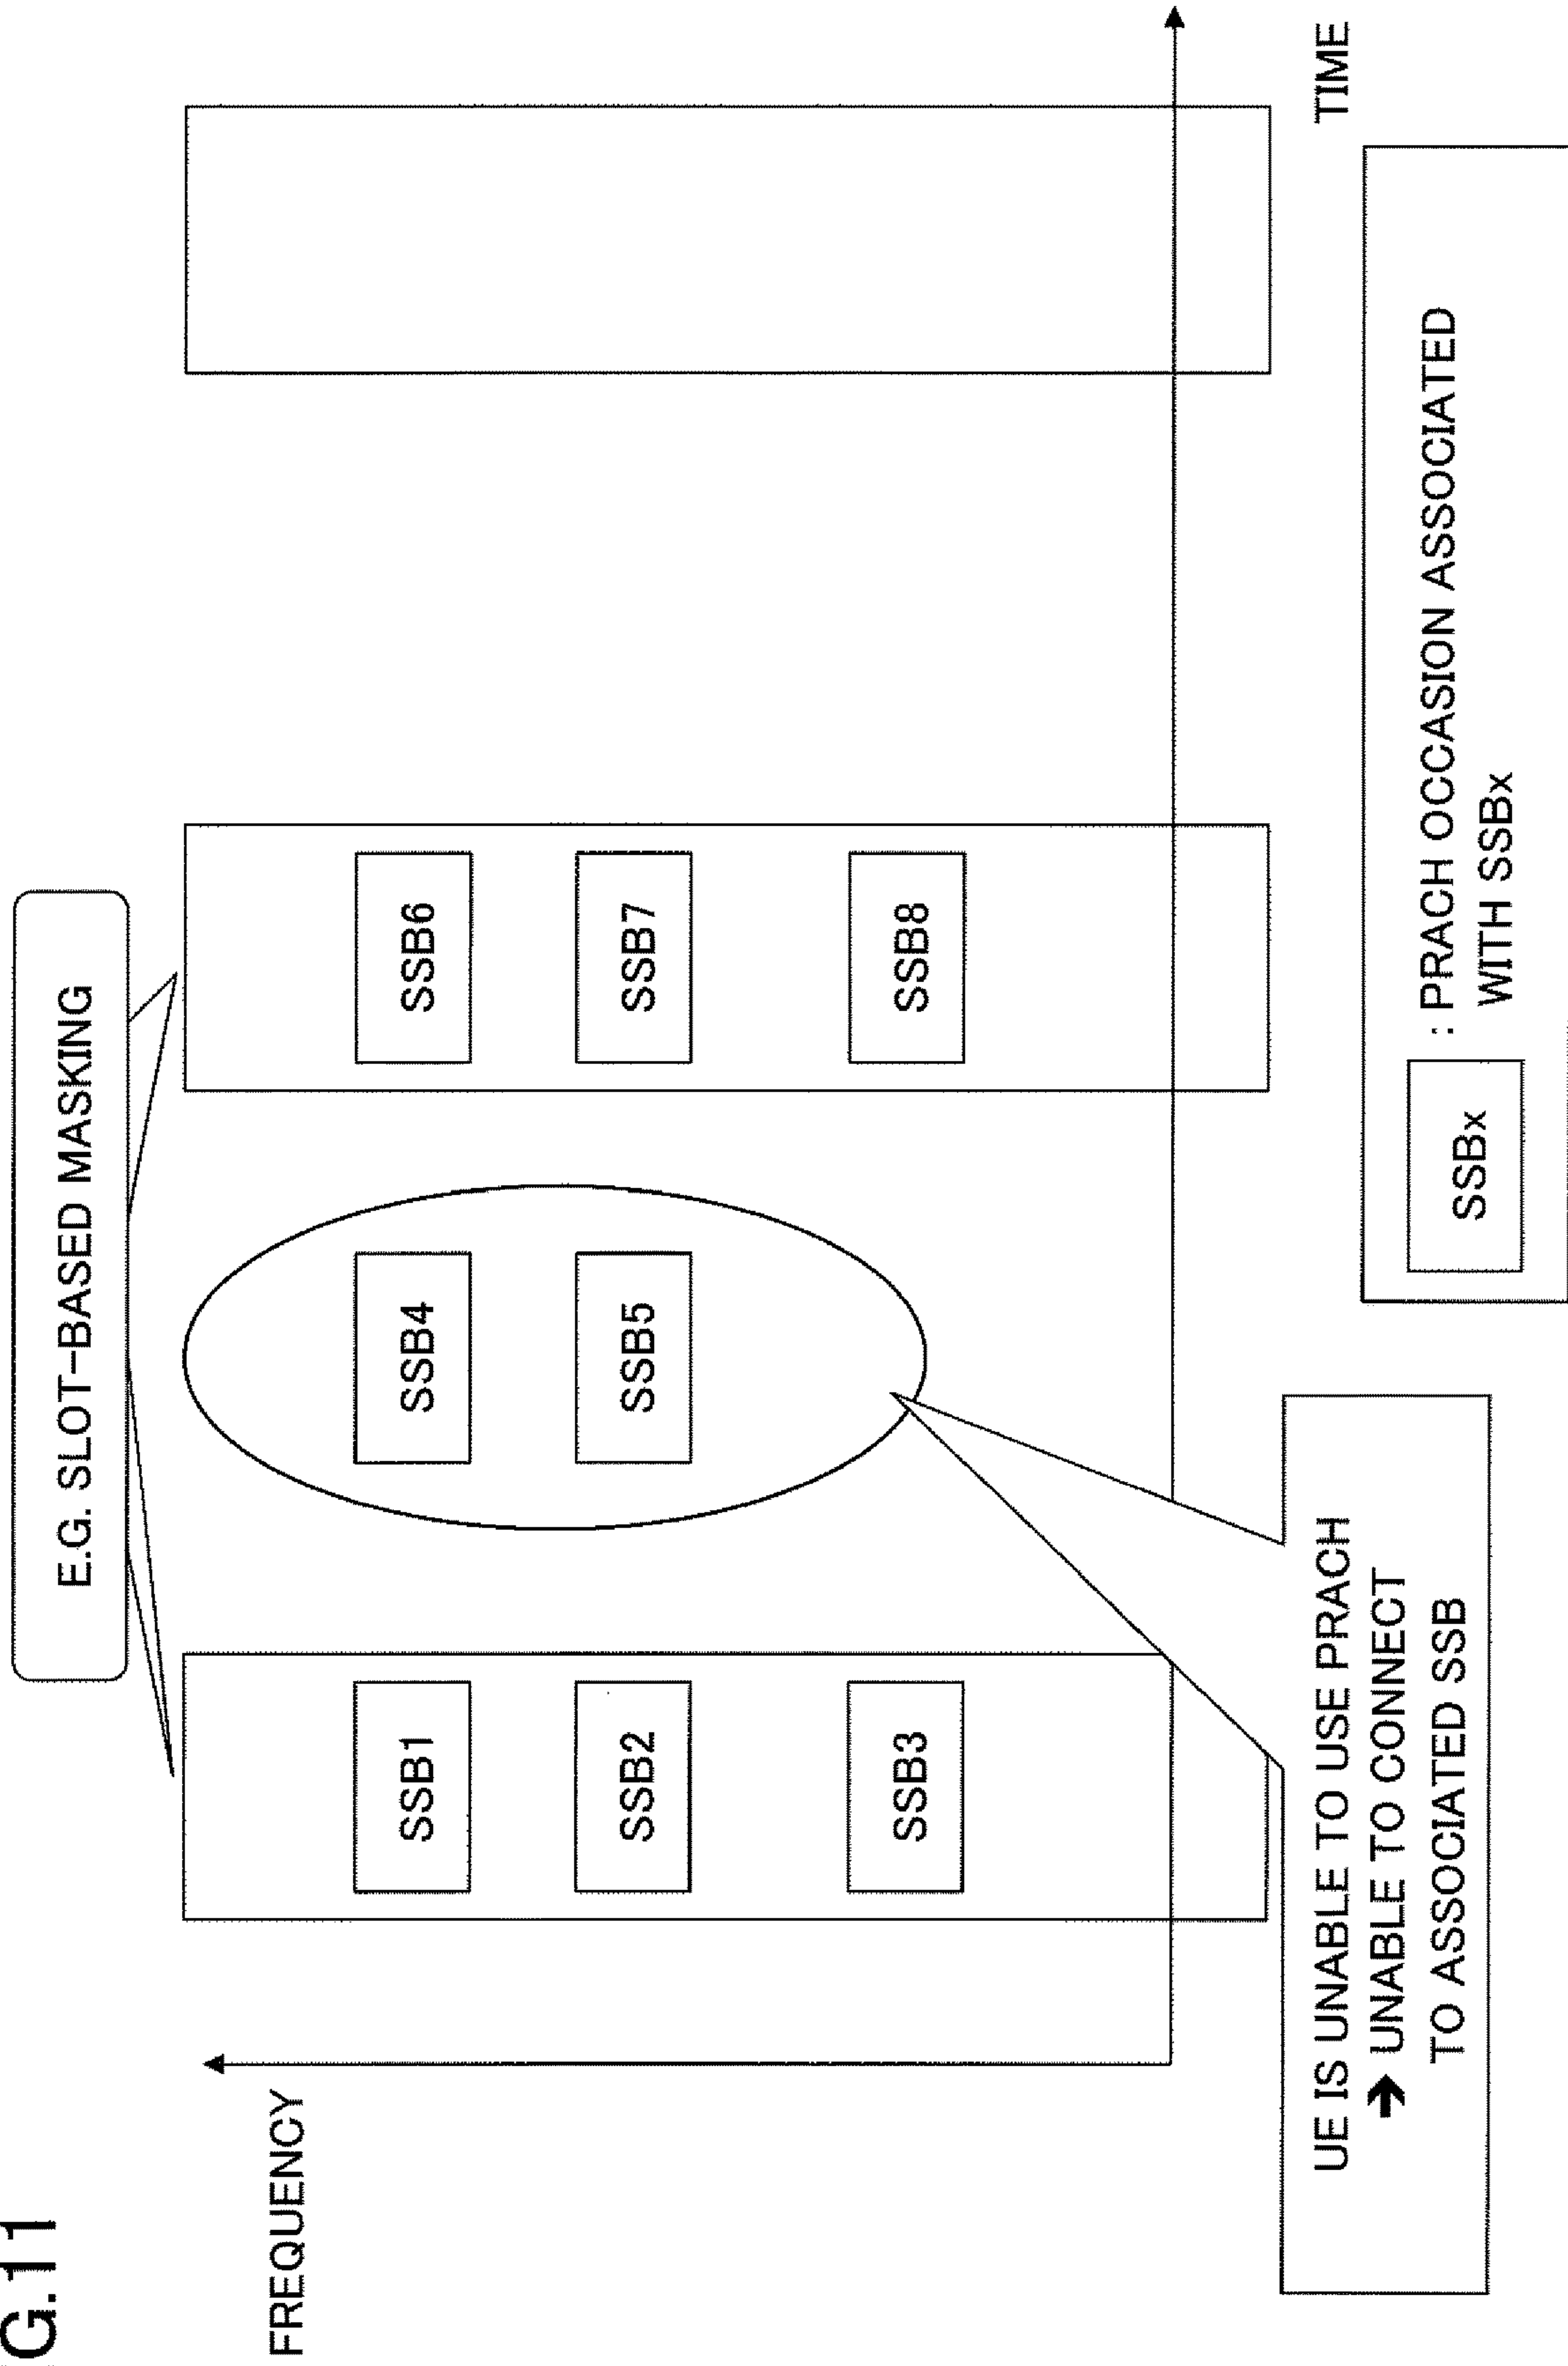 G.11
E.G. SLOT-BASED MASKING
FREQUENCY
SSB1
SSB2
SSB3
SSB4
SSB5
SSB6
SSB7
SSB8
TIME
UE IS UNABLE TO USE PRACH
➔ UNABLE TO CONNECT
TO ASSOCIATED SSB
SSBx : PRACH OCCASION ASSOCIATED
WITH SSBx